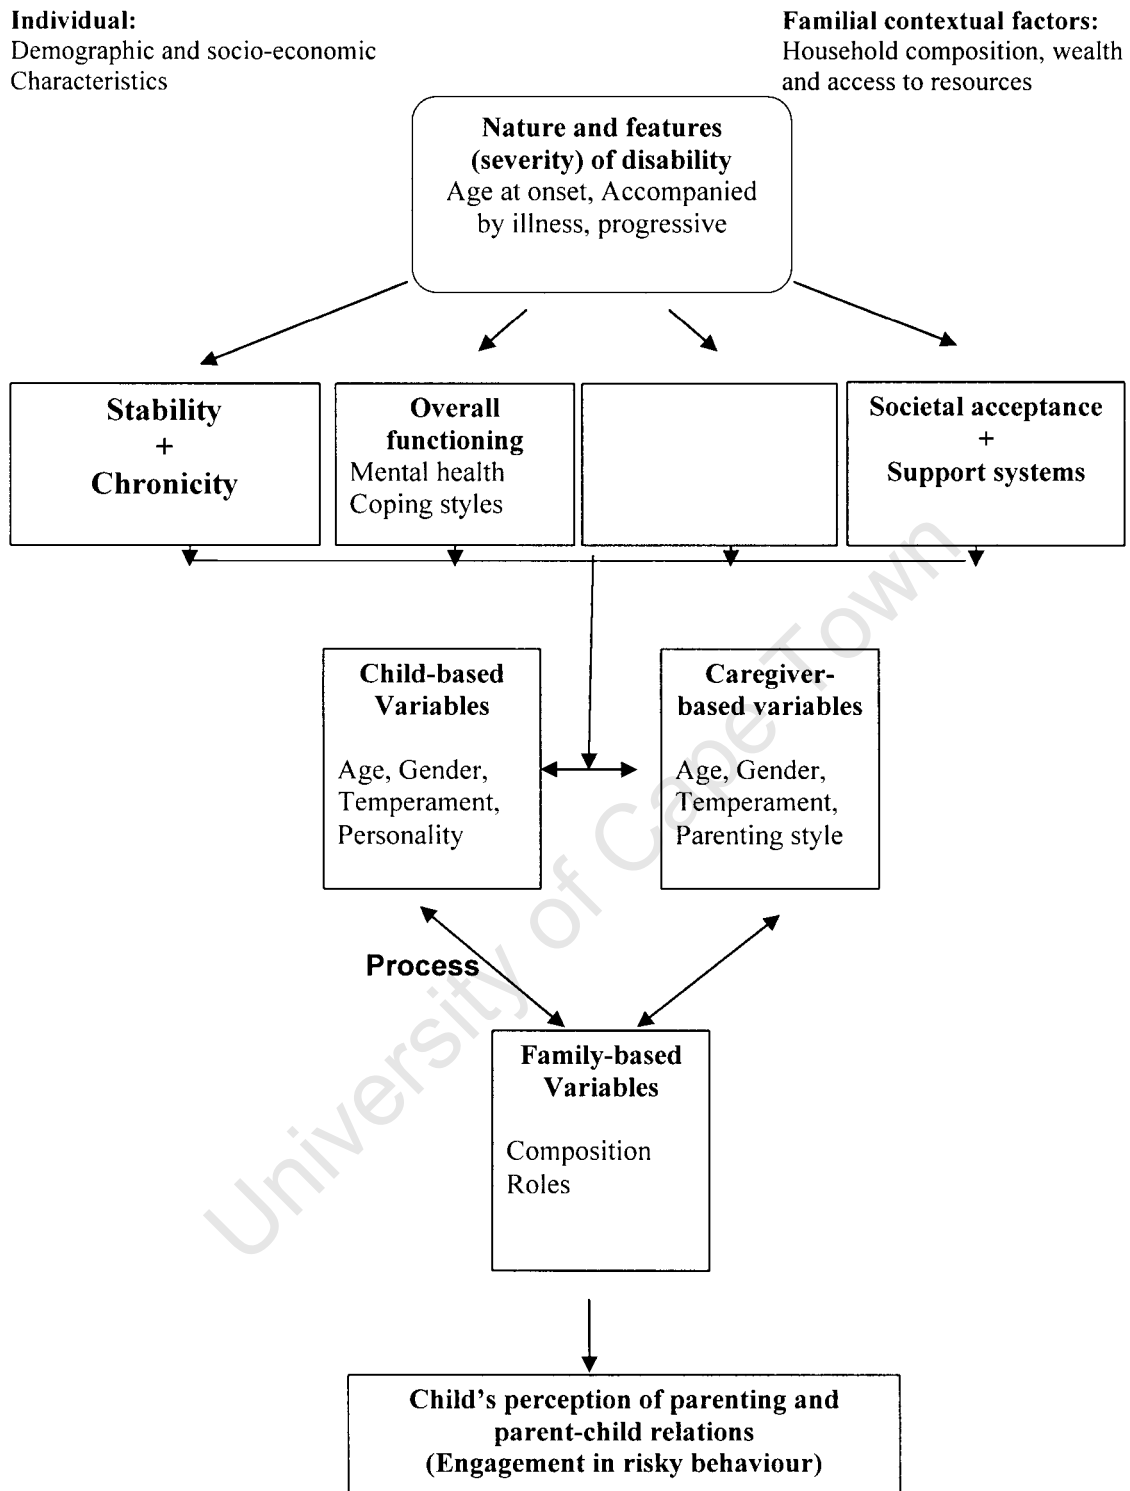 Individual:
Demographic and socio-economic
Characteristics
Familial contextual factors:
Household composition, wealth
and access to resources
Nature and features
(severity) of disability
Age at onset, Accompanied
by illness, progressive
Stability
+
Chronicity
Overall
functioning
Mental health
Coping styles
Societal acceptance
+
Support systems
Child-based
Variables
Age, Gender,
Temperament,
Personality
Caregiver-
based variables
Age, Gender,
Temperament,
Parenting style
Process
Family-based
Variables
Composition
Roles
Child’s perception of parenting and
parent-child relations
(Engagement in risky behaviour)
University of Cape Town